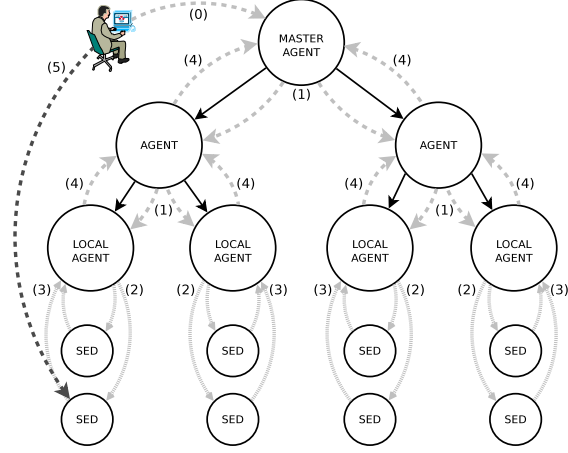 (0)
MASTER
AGENT
(5)
(4)
(4)
(1)
AGENT
AGENT
(4)
(4)
(4)
(4)
(1)
(1)
LOCAL
AGENT
LOCAL
AGENT
LOCAL
AGENT
LOCAL
AGENT
(3)
(2)
(2)
(3)
(3)
(2)
(2)
(3)
SED
SED
SED
SED
SED
SED
SED
SED